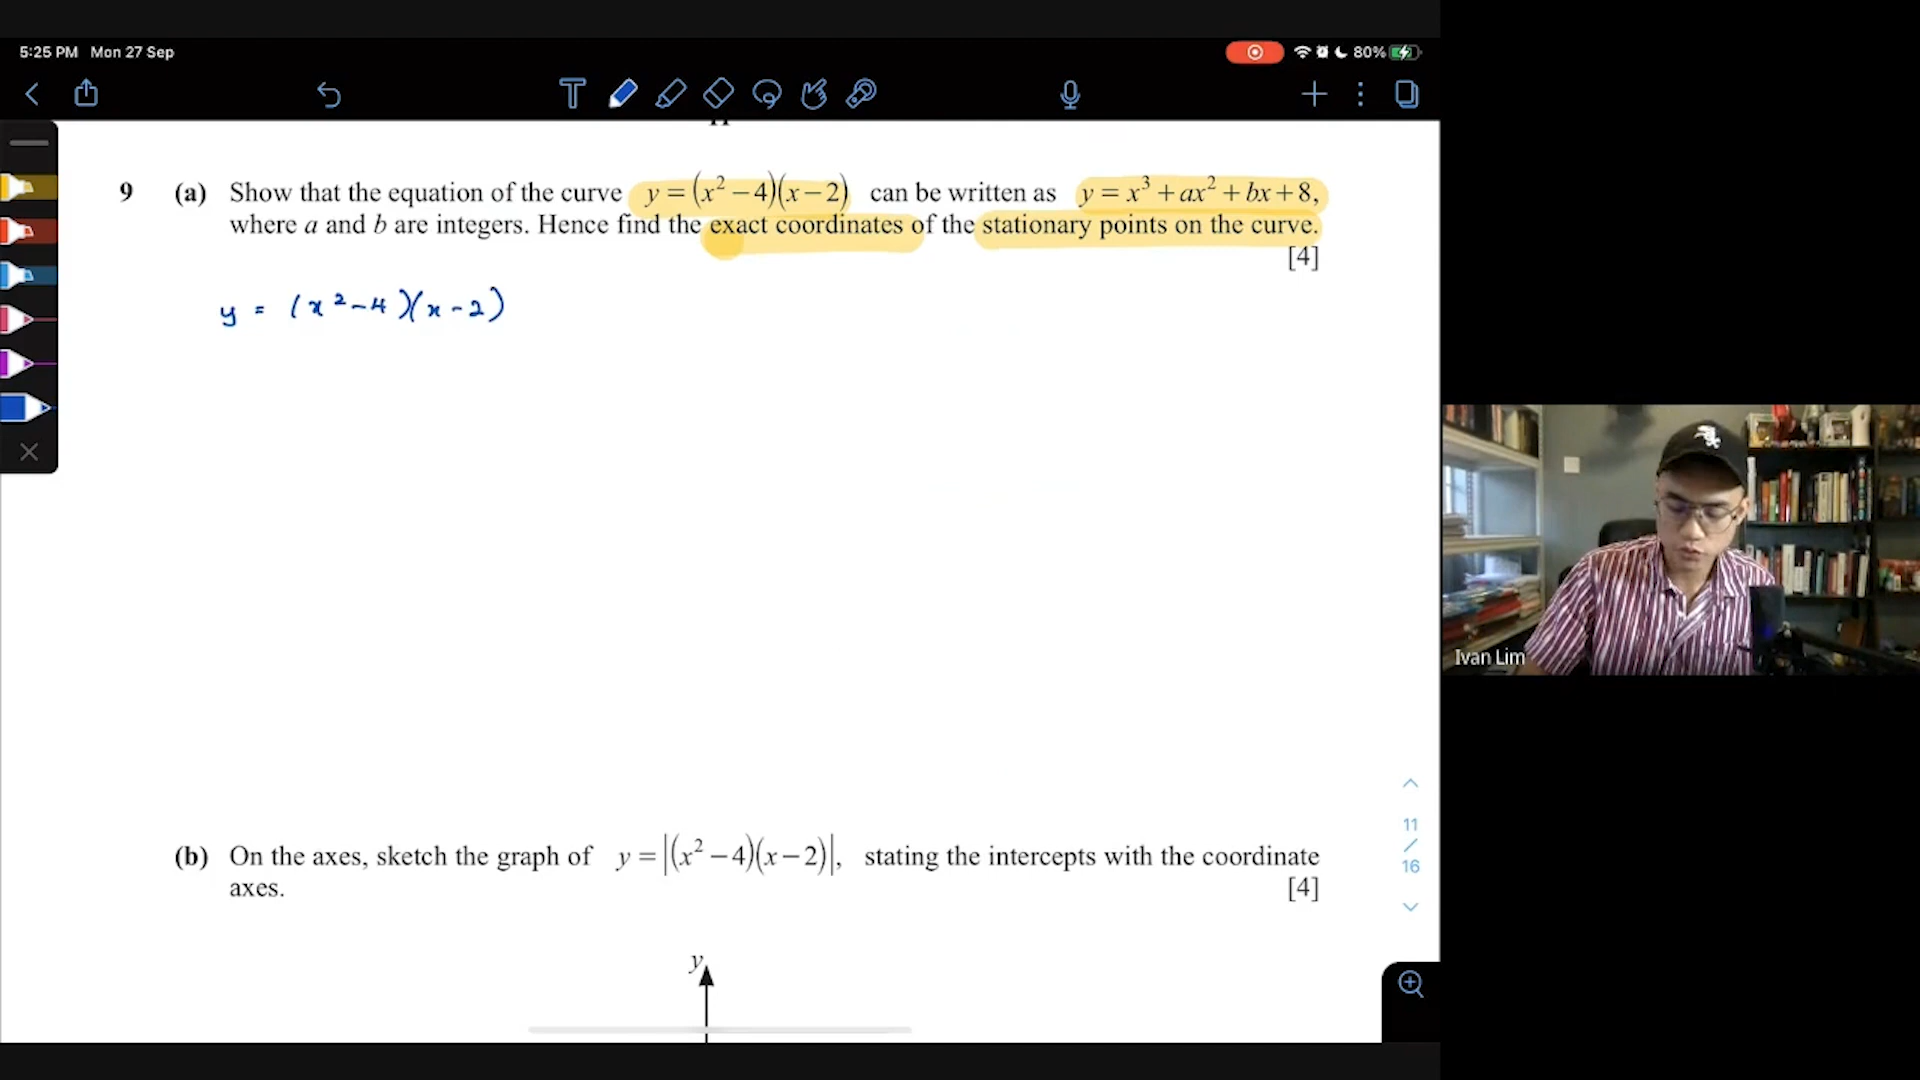 5:25 PM Mon 27 Sep
80%
9 (a) Show that the equation of the curve y = (x² − 4)(x − 2) can be written as y = x³ + ax² + bx + 8,
where a and b are integers. Hence find the exact coordinates of the stationary points on the curve.
[4]
y = (x² − 4)(x − 2)
Ivan Lim
11
/
16
(b) On the axes, sketch the graph of y = |(x² − 4)(x − 2)|, stating the intercepts with the coordinate
axes.
[4]
y